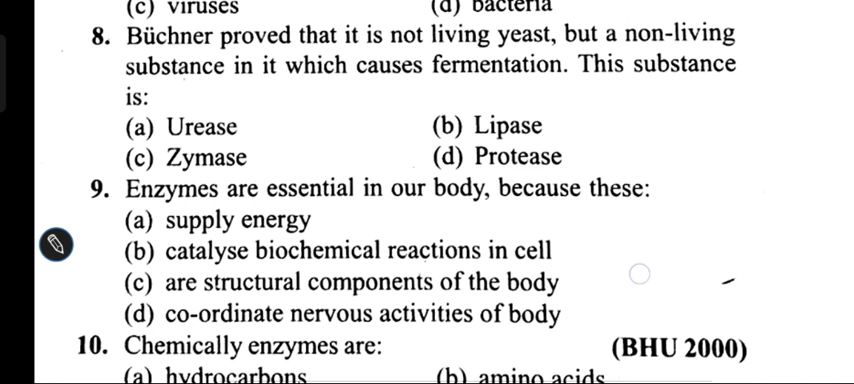 (c) viruses (d) bacteria
8. Büchner proved that it is not living yeast, but a non-living
substance in it which causes fermentation. This substance
is:
(a) Urease (b) Lipase
(c) Zymase (d) Protease
9. Enzymes are essential in our body, because these:
(a) supply energy
(b) catalyse biochemical reactions in cell
(c) are structural components of the body
(d) co-ordinate nervous activities of body
10. Chemically enzymes are: (BHU 2000)
(a) hydrocarbons (b) amino acids